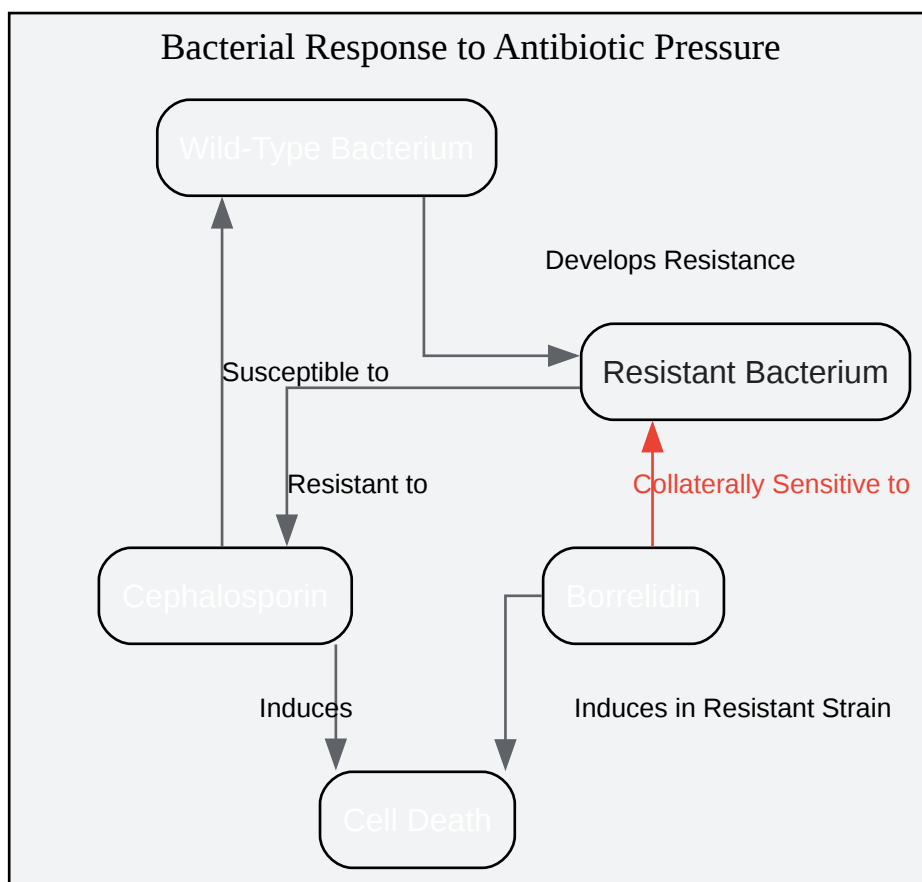 Bacterial Response to Antibiotic Pressure
Wild-Type Bacterium
Develops Resistance
Resistant Bacterium
Susceptible to
Resistant to
Collaterally Sensitive to
Cephalosporin
Borrelidin
Induces
Induces in Resistant Strain
Cell Death